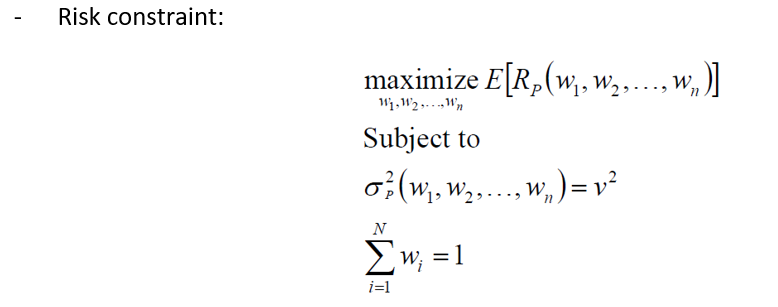 - Risk constraint:
maximize E[R_P(w_1, w_2, ..., w_n)]
w_1, w_2, ..., w_n
Subject to
σ_P^2(w_1, w_2, ..., w_n) = v^2
N
∑ w_i = 1
i=1